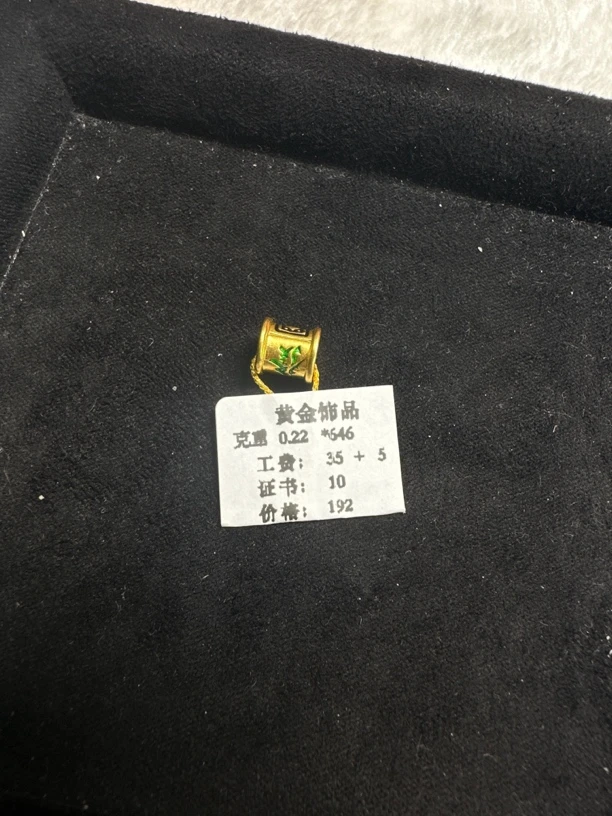 黄金饰品
克重 0.22 *646
工费： 35 + 5
证书： 10
价格： 192